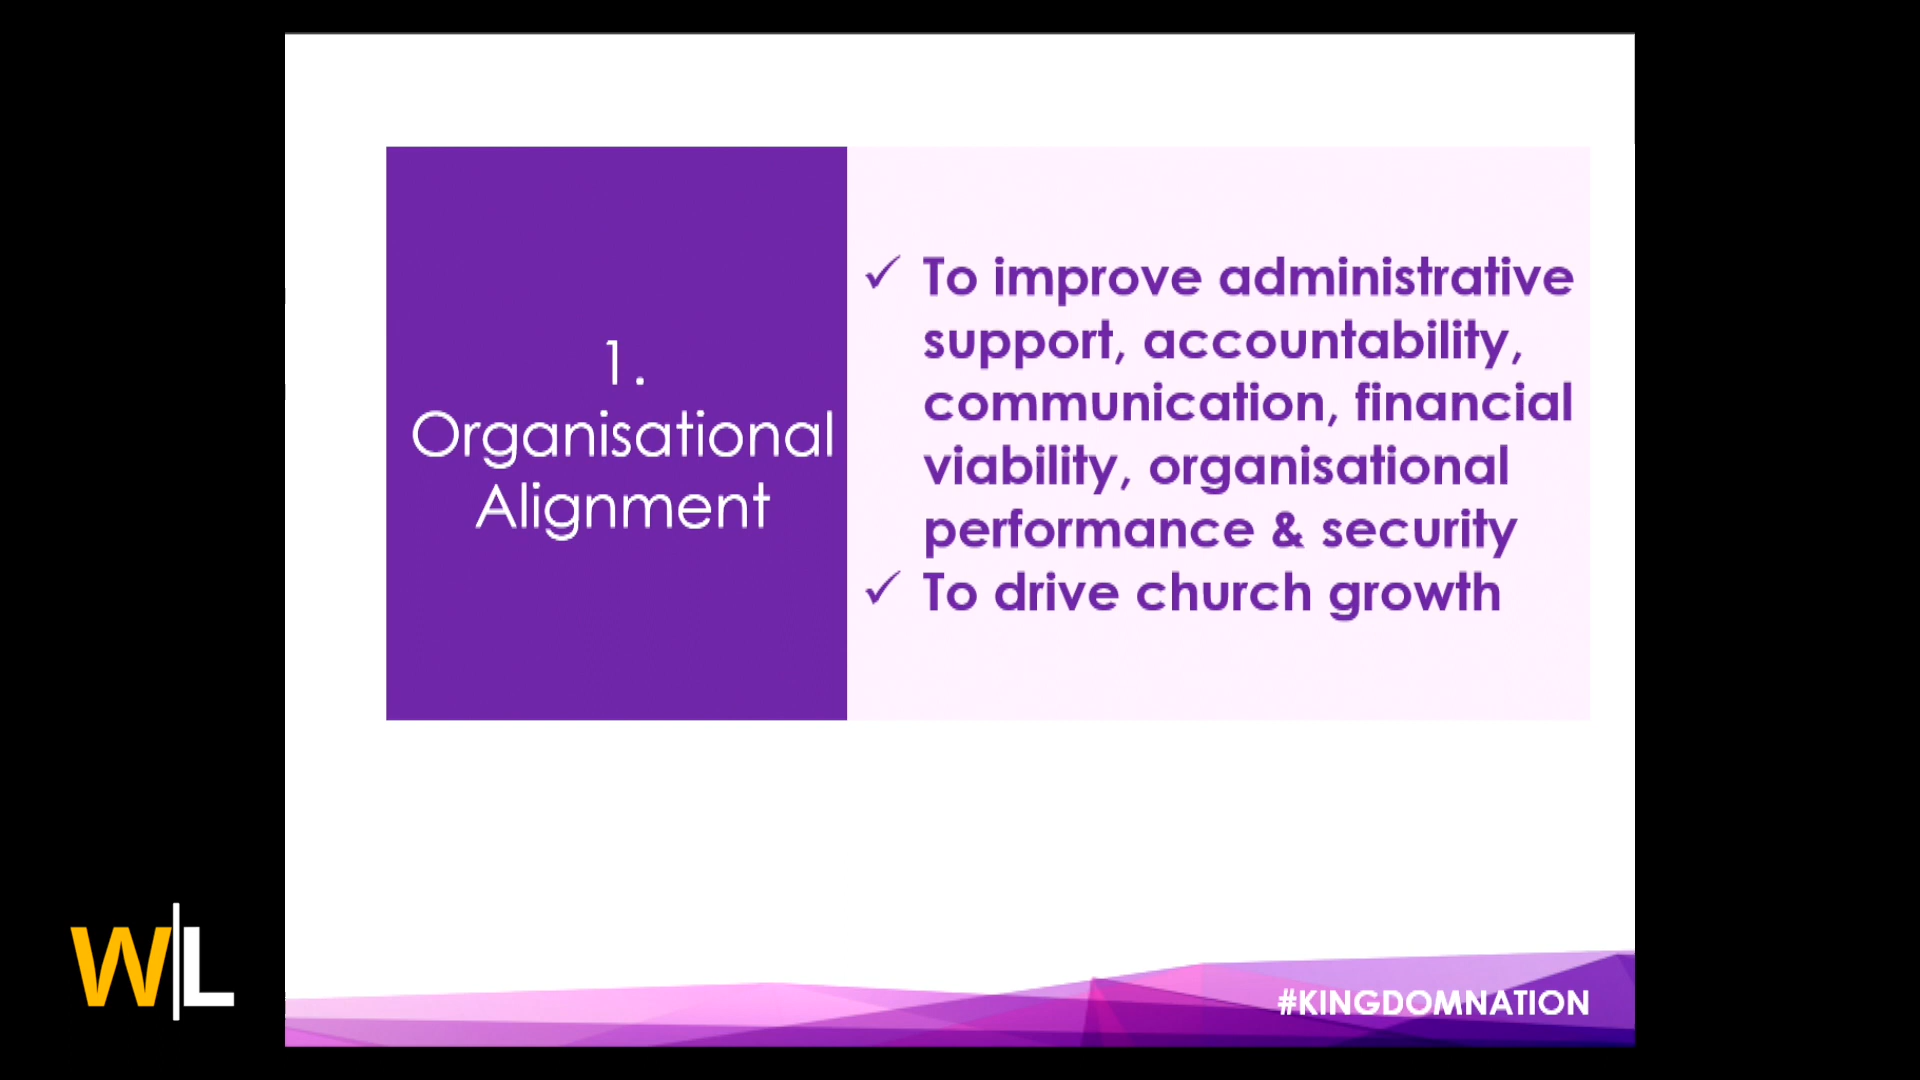 1.
Organisational
Alignment
✓ To improve administrative
support, accountability,
communication, financial
viability, organisational
performance & security
✓ To drive church growth
W|L
#KINGDOMNATION